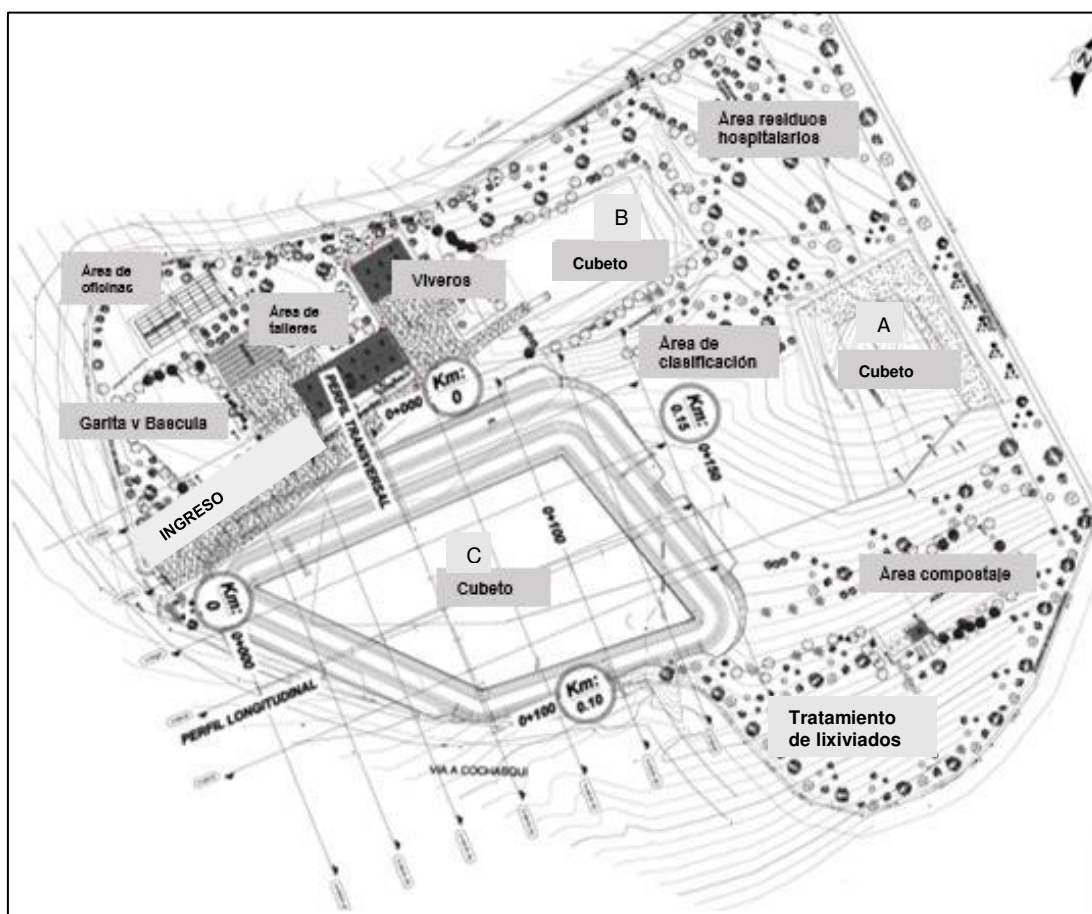 N
Área residuos
hospitalarios
B
Cubeto
Área de
oficinas
Viveros
Área de
talleres
A
Cubeto
Área de
clasificación
Km:
0
0+000
Km:
0.15
0+150
PERFIL TRANSVERSAL
Garita y Bascula
INGRESO
0+100
C
Cubeto
Área compostaje
Km:
0
0+000
Km:
0.10
0+100
PERFIL LONGITUDINAL
Tratamiento
de lixiviados
VIA A COCHASQUI